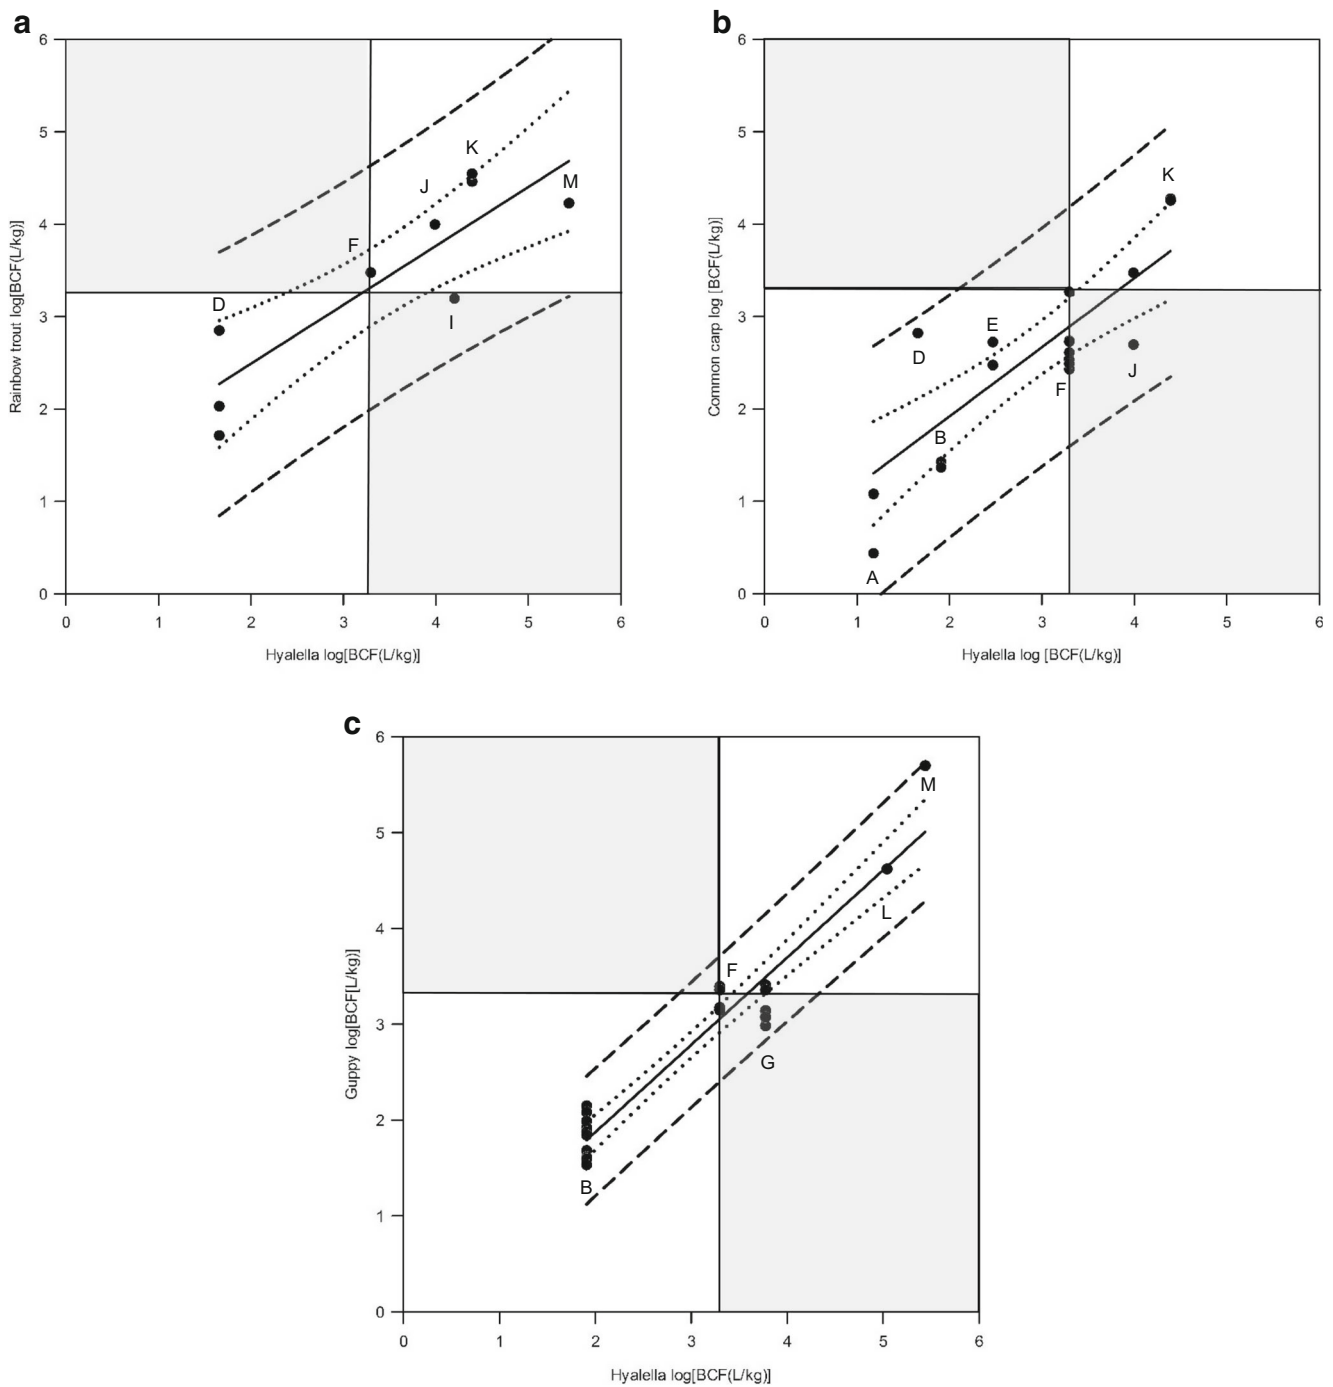 a
6
5
4
3
2
1
0
0 1 2 3 4 5 6
Rainbow trout log[BCF(L/kg)]
Hyalella log[BCF(L/kg)]
K
J
M
F
D
I
b
6
5
4
3
2
1
0
0 1 2 3 4 5 6
Common carp log [BCF(L/kg)]
Hyalella log [BCF(L/kg)]
K
E
D
J
F
B
A
c
6
5
4
3
2
1
0
0 1 2 3 4 5 6
Guppy log[BCF[L/kg)]
Hyalella log[BCF(L/kg)]
M
L
F
G
B